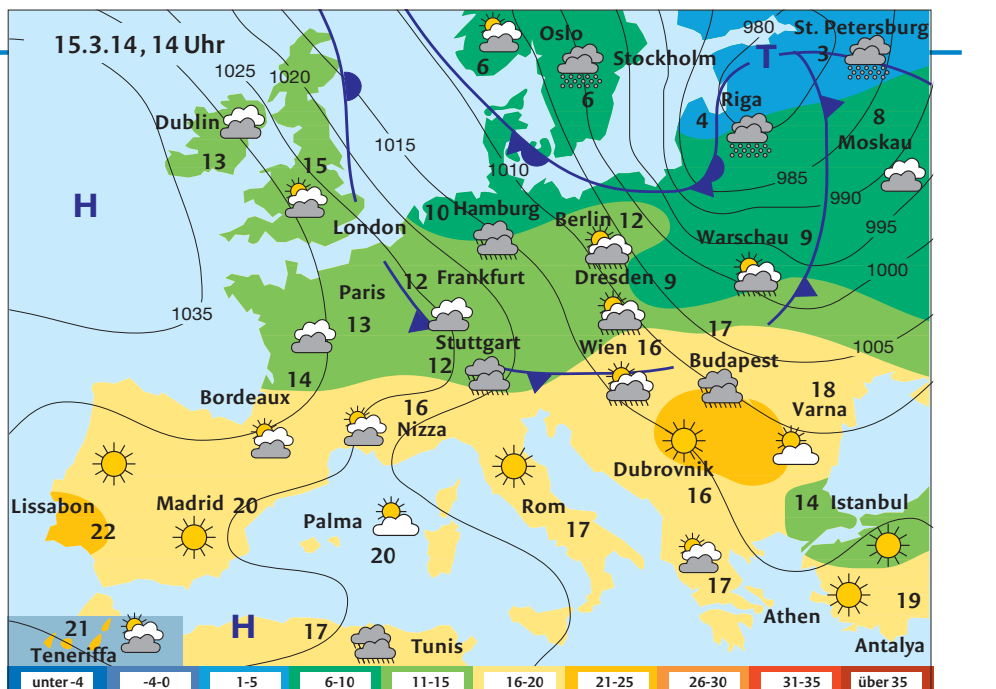 15.3.14, 14 Uhr
Oslo
6
Stockholm
6
980
St. Petersburg
T
3
1025
1020
Dublin
13
15
1015
1010
Riga
4
8
Moskau
985
990
995
H
London
10 Hamburg
Berlin 12
Warschau 9
1000
1035
Paris
13
12 Frankfurt
Dresden 9
Stuttgart
12
Wien 16
17
Budapest
1005
14
Bordeaux
16
Nizza
18
Varna
Dubrovnik
16
Lissabon
22
Madrid 20
Palma
20
Rom
17
14 Istanbul
17
Athen
19
Antalya
21
Teneriffa
H
17
Tunis
unter -4
-4-0
1-5
6-10
11-15
16-20
21-25
26-30
31-35
über 35